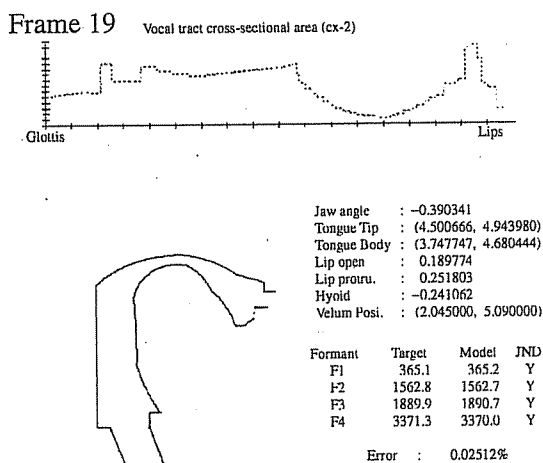 Frame 19 Vocal tract cross-sectional area (cx-2)
Glottis Lips
Jaw angle : -0.390341
Tongue Tip : (4.500666, 4.943980)
Tongue Body : (3.747747, 4.680444)
Lip open : 0.189774
Lip protru. : 0.251803
Hyoid : -0.241062
Velum Posi. : (2.045000, 5.090000)
Formant Target Model JND
F1 365.1 365.2 Y
F2 1562.8 1562.7 Y
F3 1889.9 1890.7 Y
F4 3371.3 3370.0 Y
Error : 0.02512%